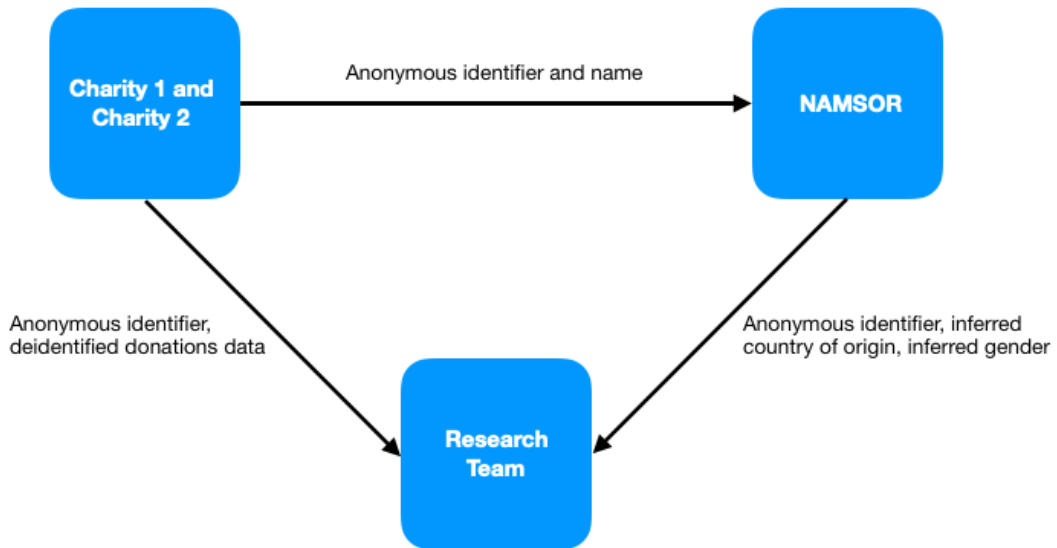 Charity 1 and
Charity 2
Anonymous identifier and name
NAMSOR
Anonymous identifier,
deidentified donations data
Anonymous identifier, inferred
country of origin, inferred gender
Research
Team